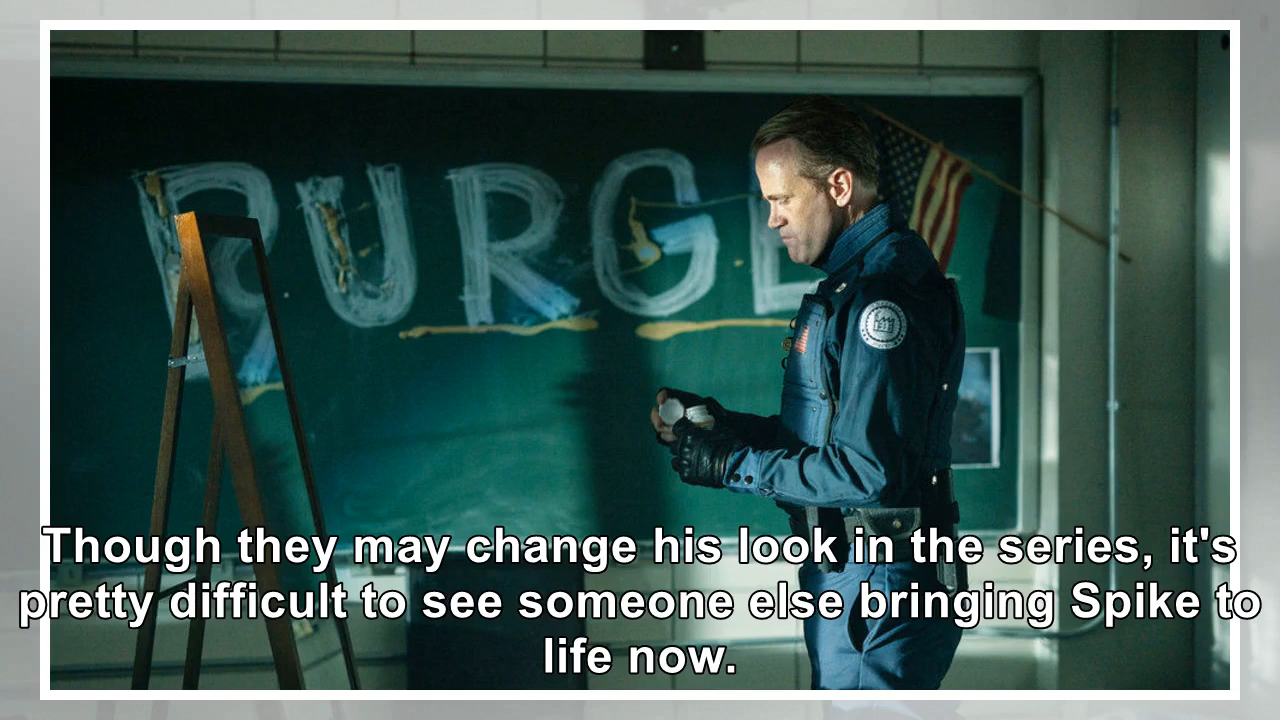 PURGE
Though they may change his look in the series, it's
pretty difficult to see someone else bringing Spike to
life now.